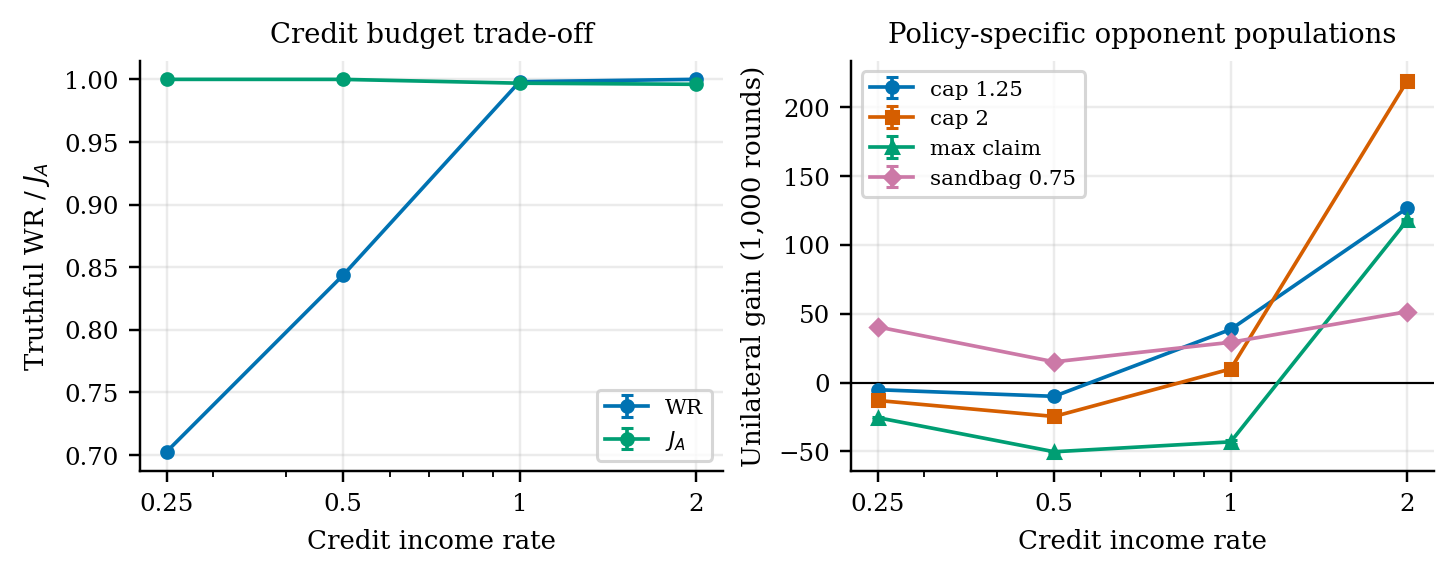 Credit budget trade-off
Truthful WR / J_A
1.00
0.95
0.90
0.85
0.80
0.75
0.70
WR
J_A
0.25
0.5
1
2
Credit income rate
Policy-specific opponent populations
Unilateral gain (1,000 rounds)
200
150
100
50
0
−50
cap 1.25
cap 2
max claim
sandbag 0.75
0.25
0.5
1
2
Credit income rate